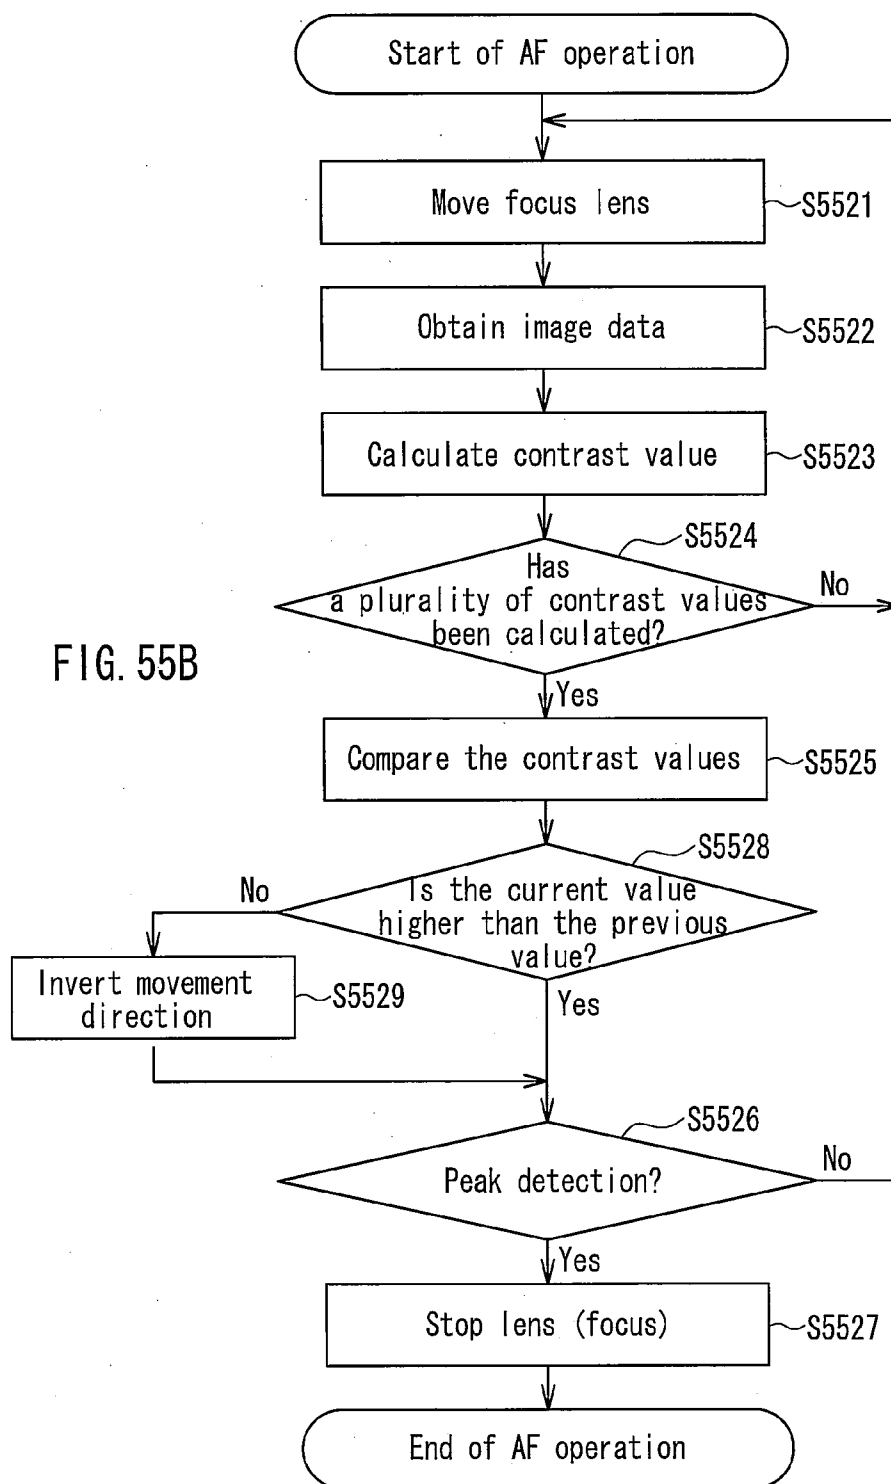 Start of AF operation
Move focus lens
S5521
Obtain image data
S5522
Calculate contrast value
S5523
S5524
Has
a plurality of contrast values
been calculated?
No
FIG. 55B
Yes
Compare the contrast values
S5525
S5528
No
Is the current value
higher than the previous
value?
Invert movement
direction
S5529
Yes
S5526
Peak detection?
No
Yes
Stop lens (focus)
S5527
End of AF operation